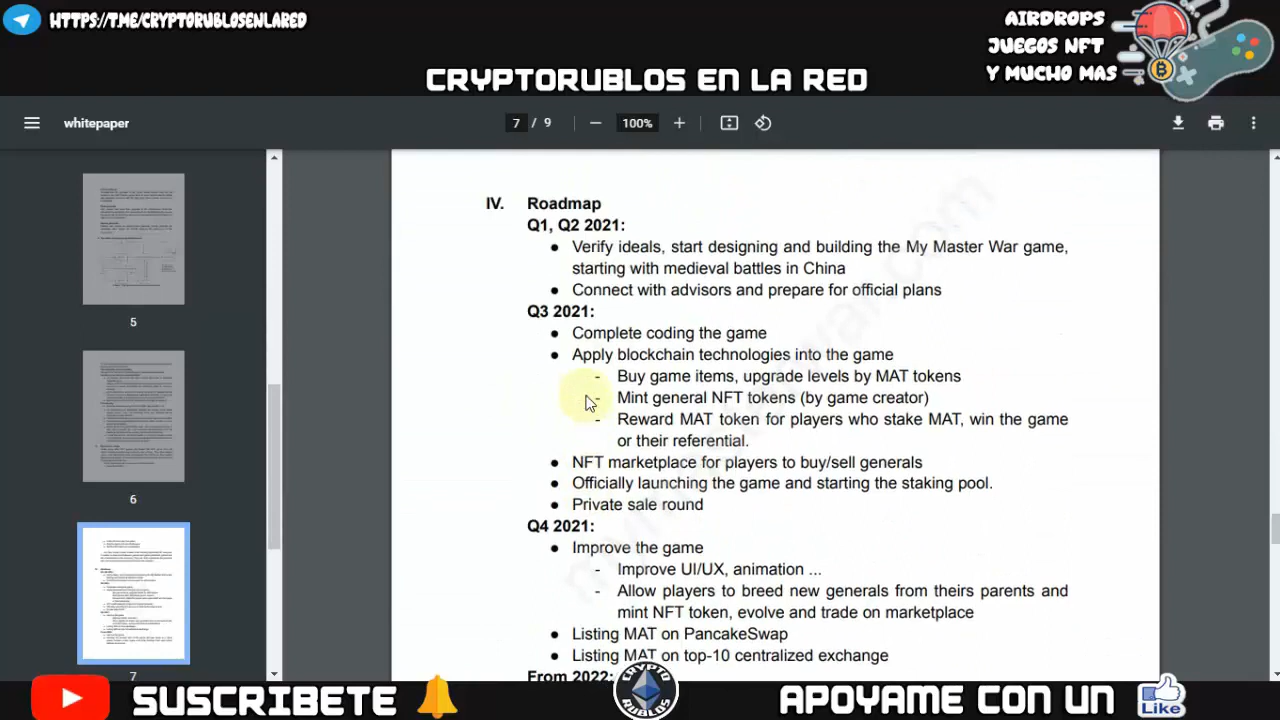 HTTPS://T.ME/CRYPTORUBLOSENLARED
AIRDROPS
JUEGOS NFT
Y MUCHO MAS
CRYPTORUBLOS EN LA RED
whitepaper
7 / 9
100%
IV. Roadmap
Q1, Q2 2021:
● Verify ideals, start designing and building the My Master War game,
starting with medieval battles in China
● Connect with advisors and prepare for official plans
Q3 2021:
● Complete coding the game
● Apply blockchain technologies into the game
- Buy game items, upgrade levels by MAT tokens
- Mint general NFT tokens (by game creator)
- Reward MAT token for players who stake MAT, win the game
or their referential.
● NFT marketplace for players to buy/sell generals
● Officially launching the game and starting the staking pool.
● Private sale round
Q4 2021:
● Improve the game
- Improve UI/UX, animation…
- Allow players to breed new generals from theirs parents and
mint NFT token, evolve and trade on marketplace
● Listing MAT on PancakeSwap
● Listing MAT on top-10 centralized exchange
From 2022:
5
6
7
SUSCRIBETE
CRYPTO
RUBLOS
APOYAME CON UN
Like